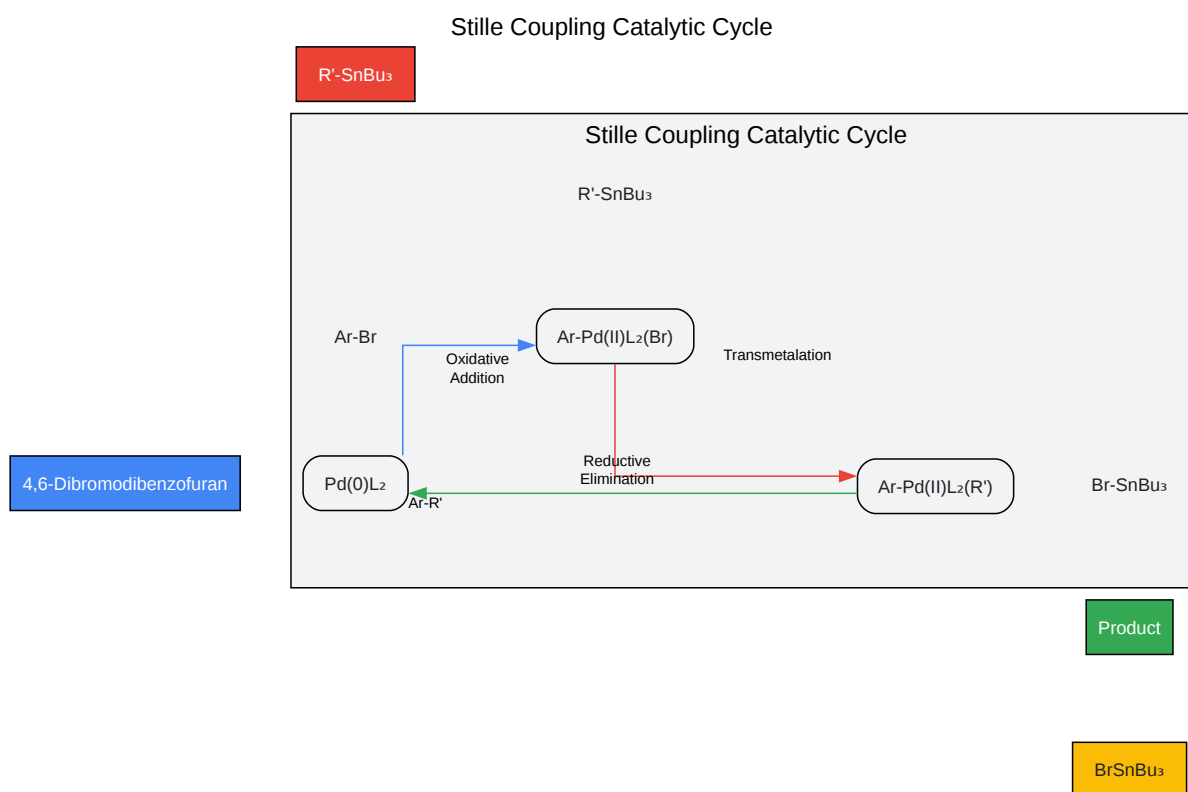 Stille Coupling Catalytic Cycle
R'-SnBu₃
Stille Coupling Catalytic Cycle
R'-SnBu₃
Ar-Br
Ar-Pd(II)L₂(Br)
Oxidative
Addition
Transmetalation
4,6-Dibromodibenzofuran
Pd(0)L₂
Reductive
Elimination
Ar-R'
Ar-Pd(II)L₂(R')
Br-SnBu₃
Product
BrSnBu₃